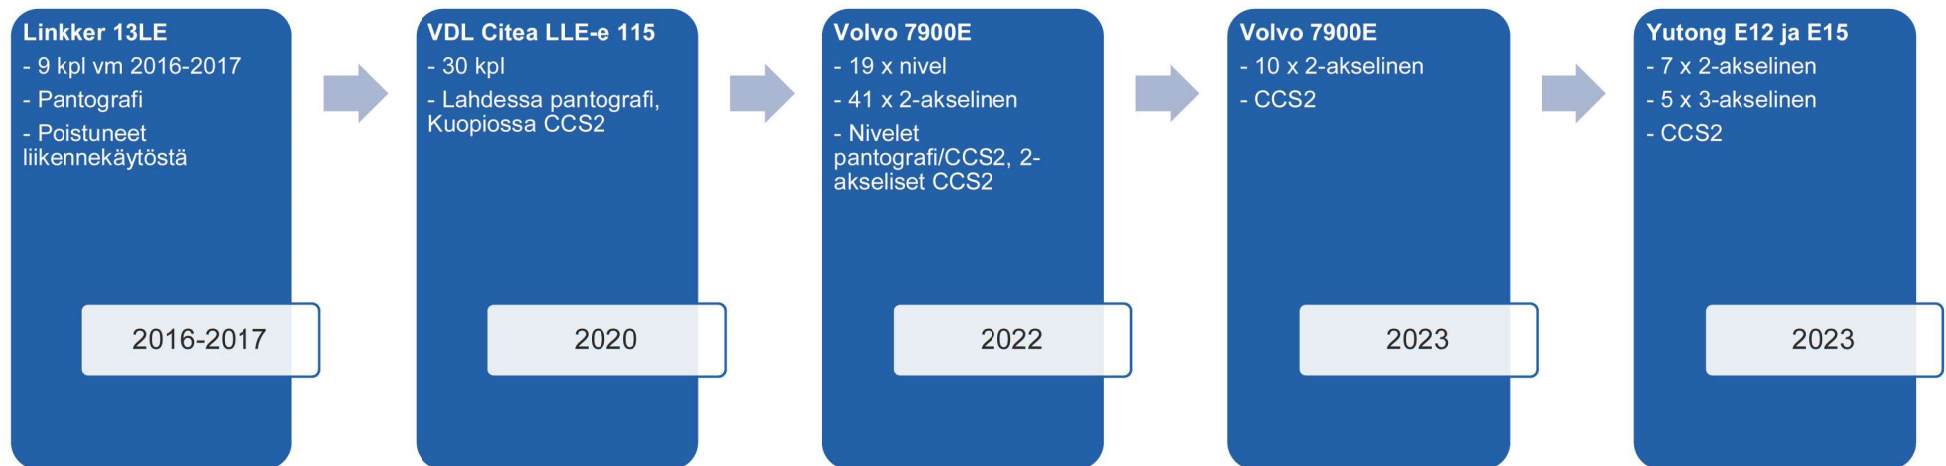 Linkker 13LE
- 9 kpl vm 2016-2017
- Pantografi
- Poistuneet
liikennekäytöstä
2016-2017
VDL Citea LLE-e 115
- 30 kpl
- Lahdessa pantografi,
Kuopiossa CCS2
2020
Volvo 7900E
- 19 x nivel
- 41 x 2-akselinen
- Nivelet
pantografi/CCS2, 2-
akseliset CCS2
2022
Volvo 7900E
- 10 x 2-akselinen
- CCS2
2023
Yutong E12 ja E15
- 7 x 2-akselinen
- 5 x 3-akselinen
- CCS2
2023